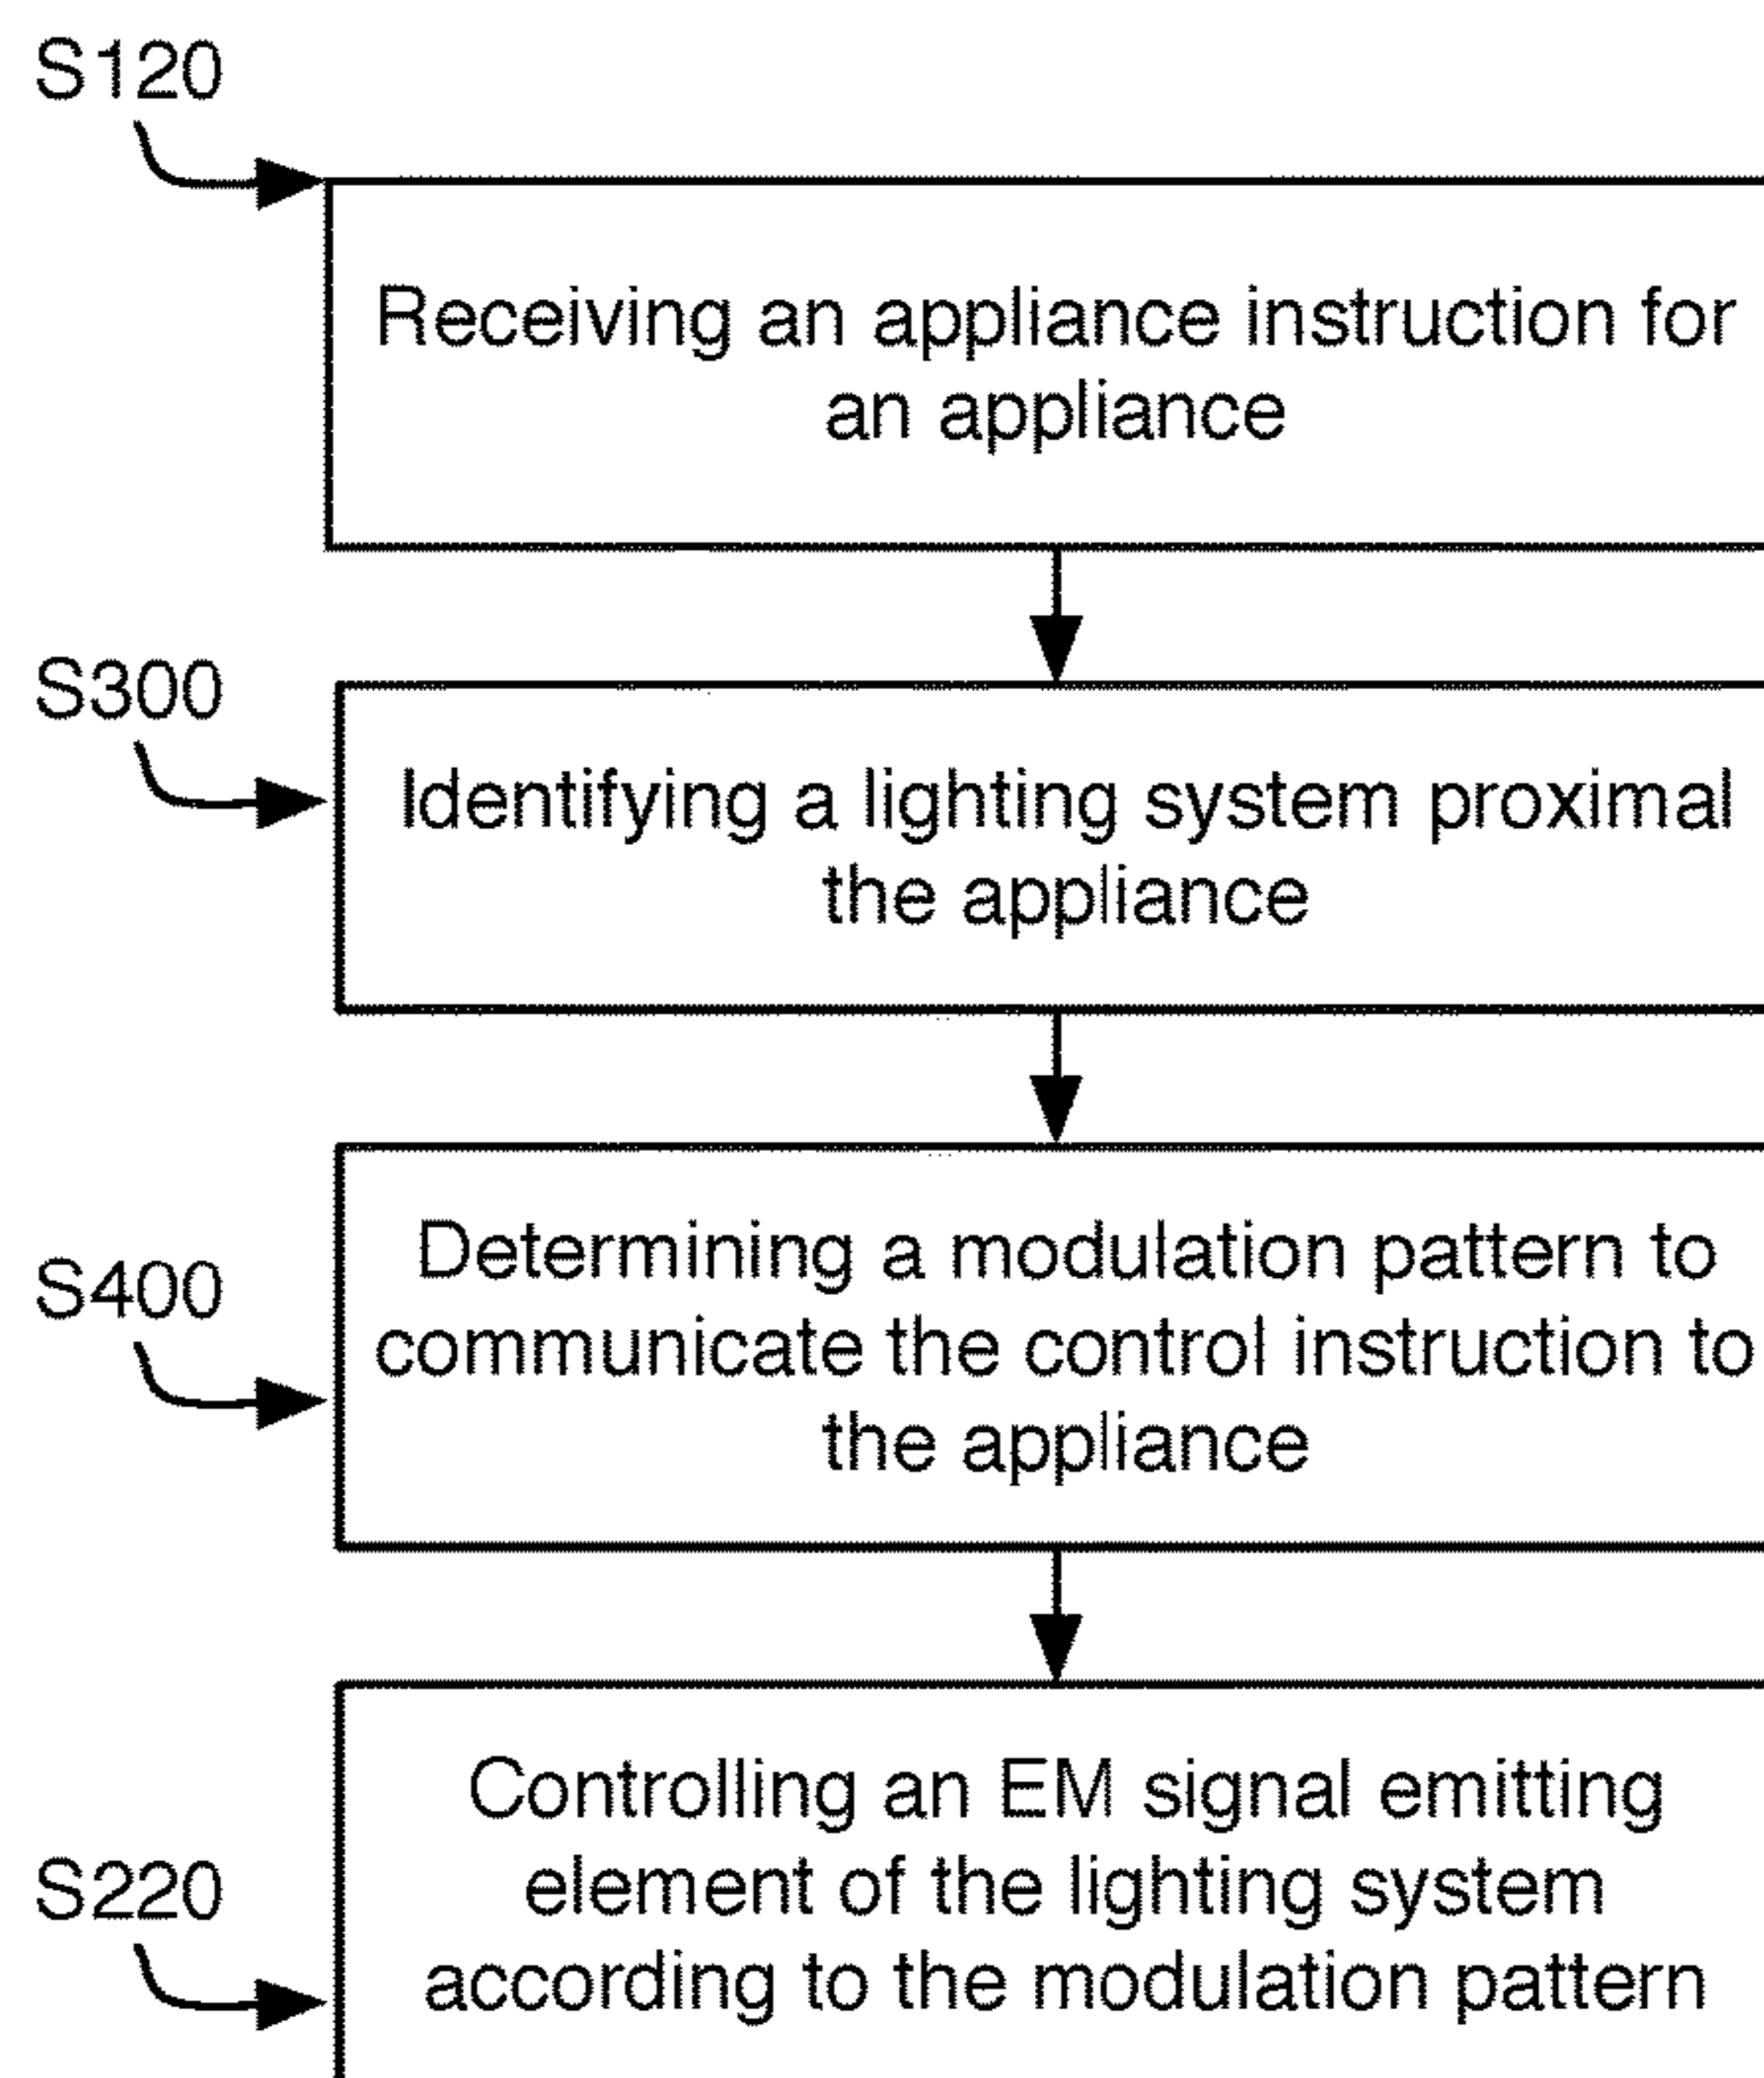 S120
Receiving an appliance instruction for
an appliance
S300
Identifying a lighting system proximal
the appliance
S400
Determining a modulation pattern to
communicate the control instruction to
the appliance
S220
Controlling an EM signal emitting
element of the lighting system
according to the modulation pattern